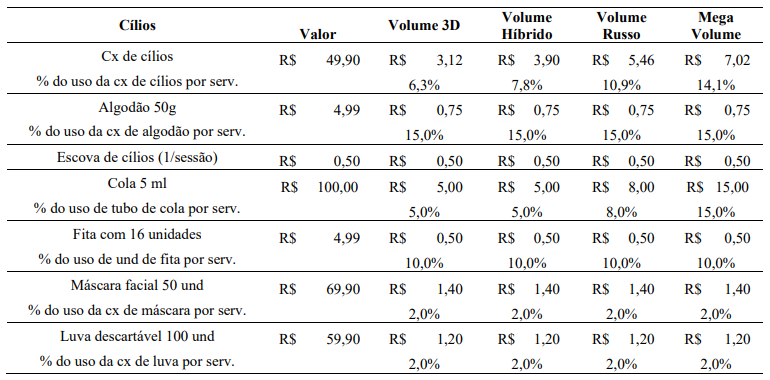 Cílios Valor Volume 3D Volume Híbrido Volume Russo Mega Volume
Cx de cílios R$ 49,90 R$ 3,12 R$ 3,90 R$ 5,46 R$ 7,02
% do uso da cx de cílios por serv. 6,3% 7,8% 10,9% 14,1%
Algodão 50g R$ 4,99 R$ 0,75 R$ 0,75 R$ 0,75 R$ 0,75
% do uso da cx de algodão por serv. 15,0% 15,0% 15,0% 15,0%
Escova de cílios (1/sessão) R$ 0,50 R$ 0,50 R$ 0,50 R$ 0,50 R$ 0,50
Cola 5 ml R$ 100,00 R$ 5,00 R$ 5,00 R$ 8,00 R$ 15,00
% do uso de tubo de cola por serv. 5,0% 5,0% 8,0% 15,0%
Fita com 16 unidades R$ 4,99 R$ 0,50 R$ 0,50 R$ 0,50 R$ 0,50
% do uso de und de fita por serv. 10,0% 10,0% 10,0% 10,0%
Máscara facial 50 und R$ 69,90 R$ 1,40 R$ 1,40 R$ 1,40 R$ 1,40
% do uso da cx de máscara por serv. 2,0% 2,0% 2,0% 2,0%
Luva descartável 100 und R$ 59,90 R$ 1,20 R$ 1,20 R$ 1,20 R$ 1,20
% do uso da cx de luva por serv. 2,0% 2,0% 2,0% 2,0%